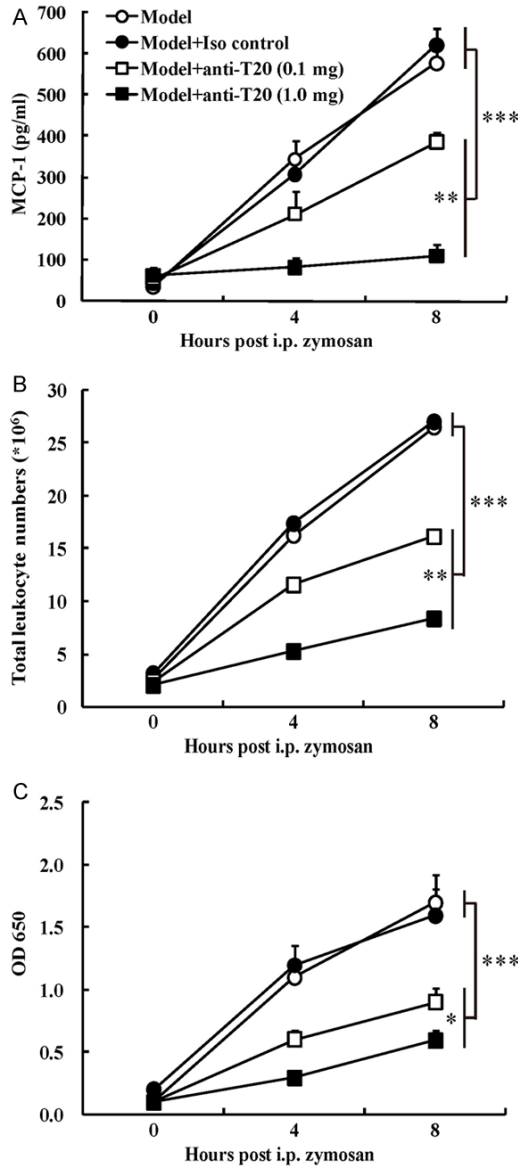 A
Model
Model+Iso control
Model+anti-T20 (0.1 mg)
Model+anti-T20 (1.0 mg)
MCP-1 (pg/ml)
700
600
500
400
300
200
100
0
***
**
0 4 8
Hours post i.p. zymosan
B
Total leukocyte numbers (*10⁶)
30
25
20
15
10
5
0
***
**
0 4 8
Hours post i.p. zymosan
C
OD 650
2.5
2.0
1.5
1.0
0.5
0.0
***
*
0 4 8
Hours post i.p. zymosan